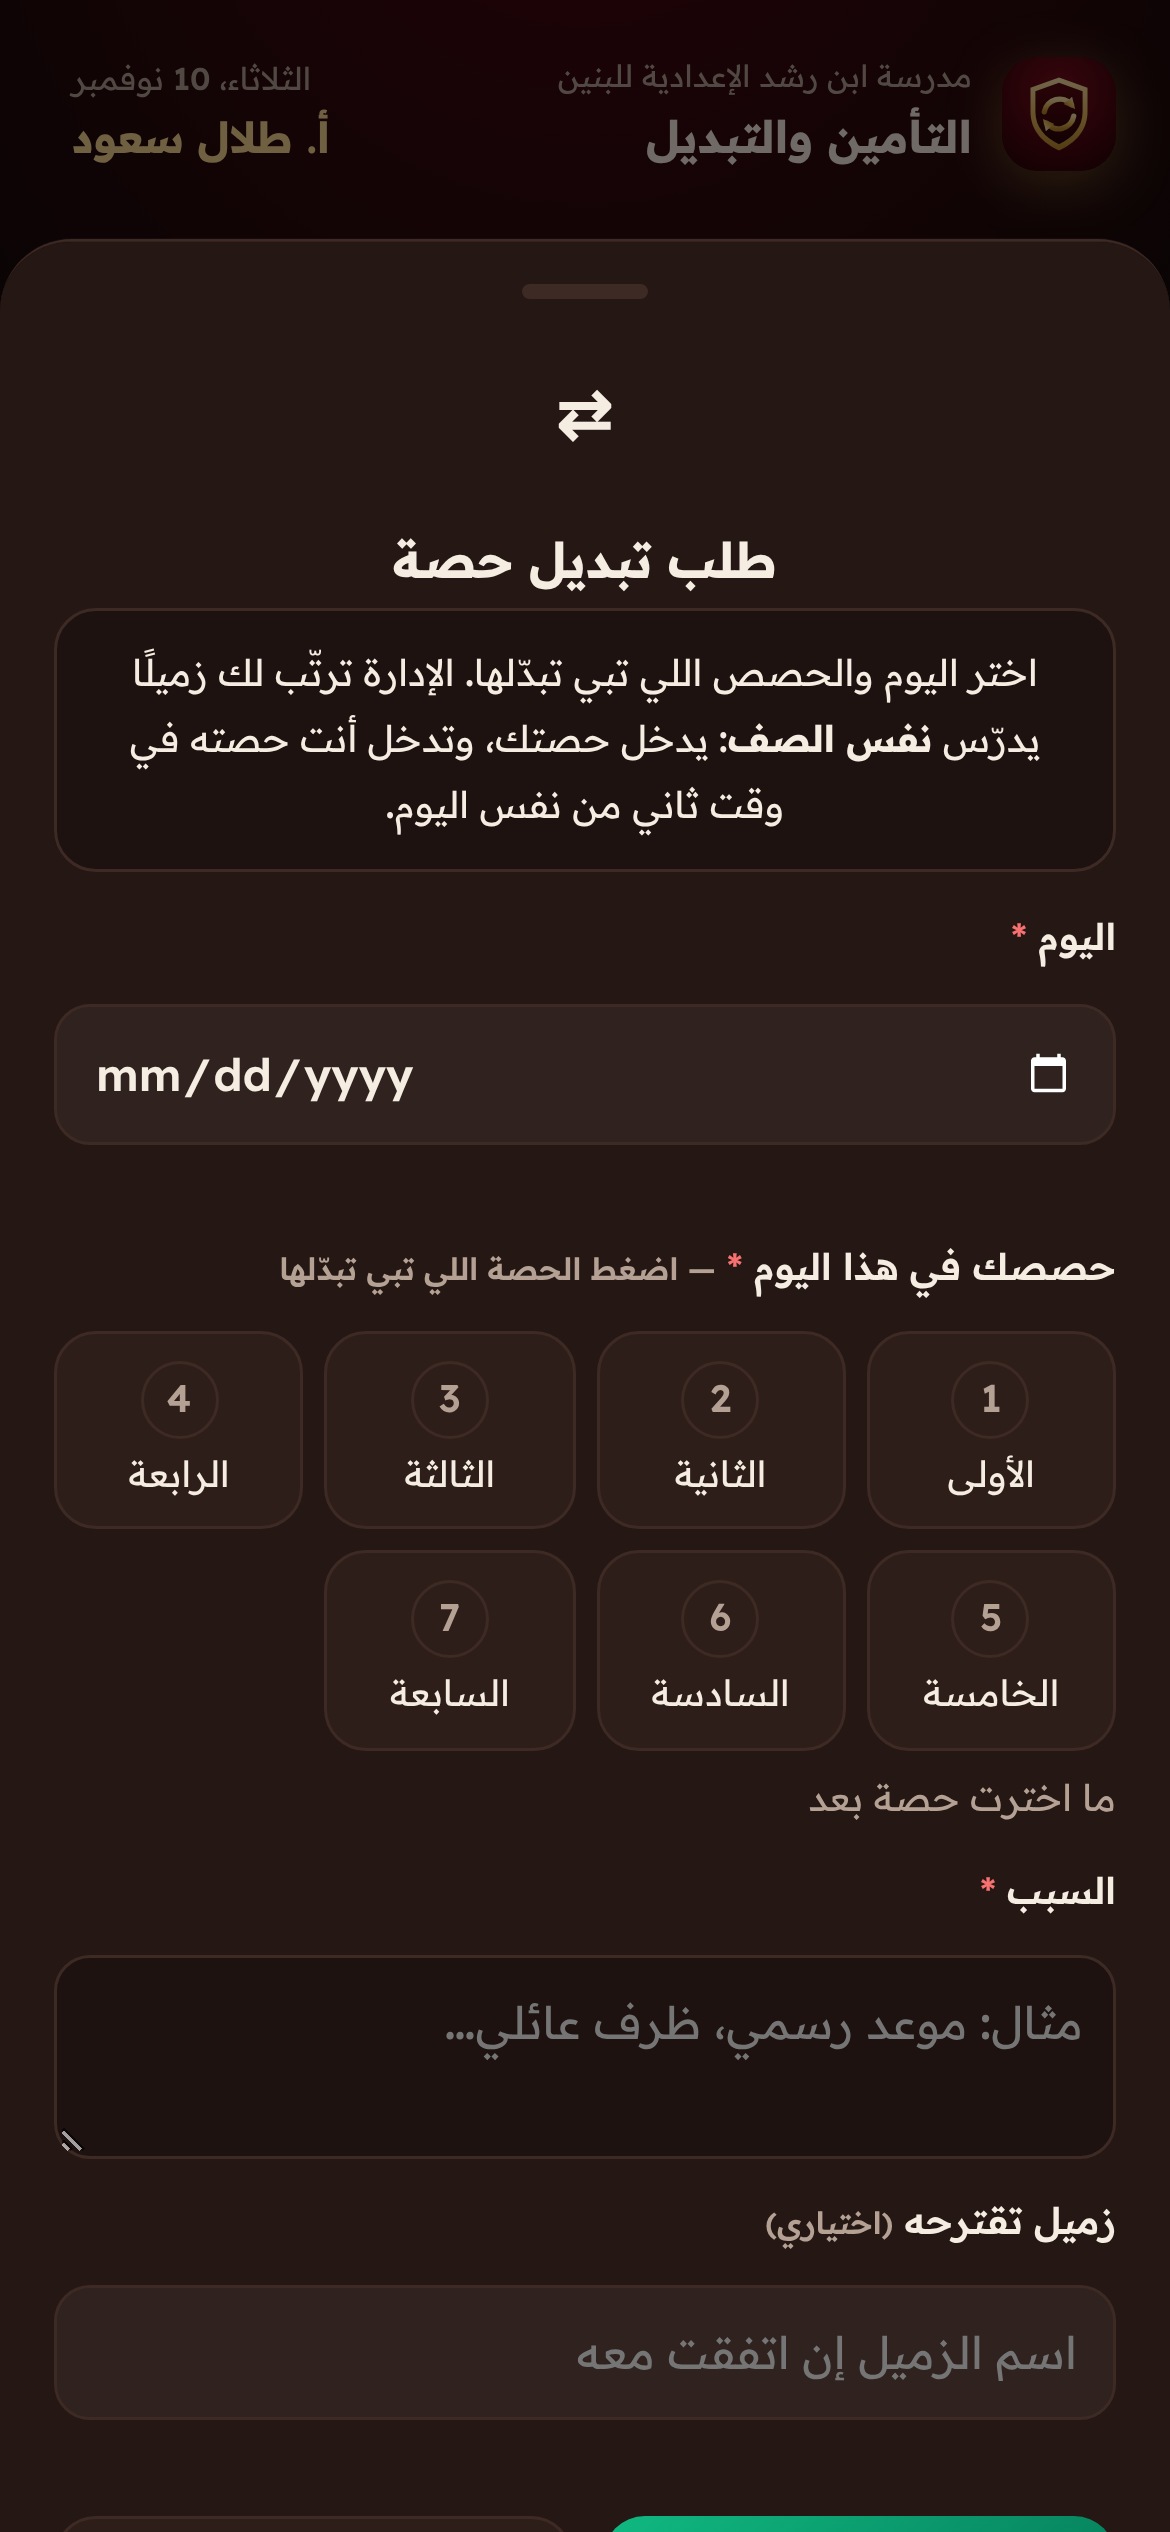 مدرسة ابن رشد الإعدادية للبنين
التأمين والتبديل
الثلاثاء، 10 نوفمبر
أ. طلال سعود
طلب تبديل حصة
اختر اليوم والحصص اللي تبي تبدّلها. الإدارة ترتّب لك زميلًا
يدرّس نفس الصف: يدخل حصتك، وتدخل أنت حصته في
وقت ثاني من نفس اليوم.
اليوم *
mm/dd/yyyy
حصصك في هذا اليوم * — اضغط الحصة اللي تبي تبدّلها
1
الأولى
2
الثانية
3
الثالثة
4
الرابعة
5
الخامسة
6
السادسة
7
السابعة
ما اخترت حصة بعد
السبب *
مثال: موعد رسمي، ظرف عائلي...
زميل تقترحه (اختياري)
اسم الزميل إن اتفقت معه